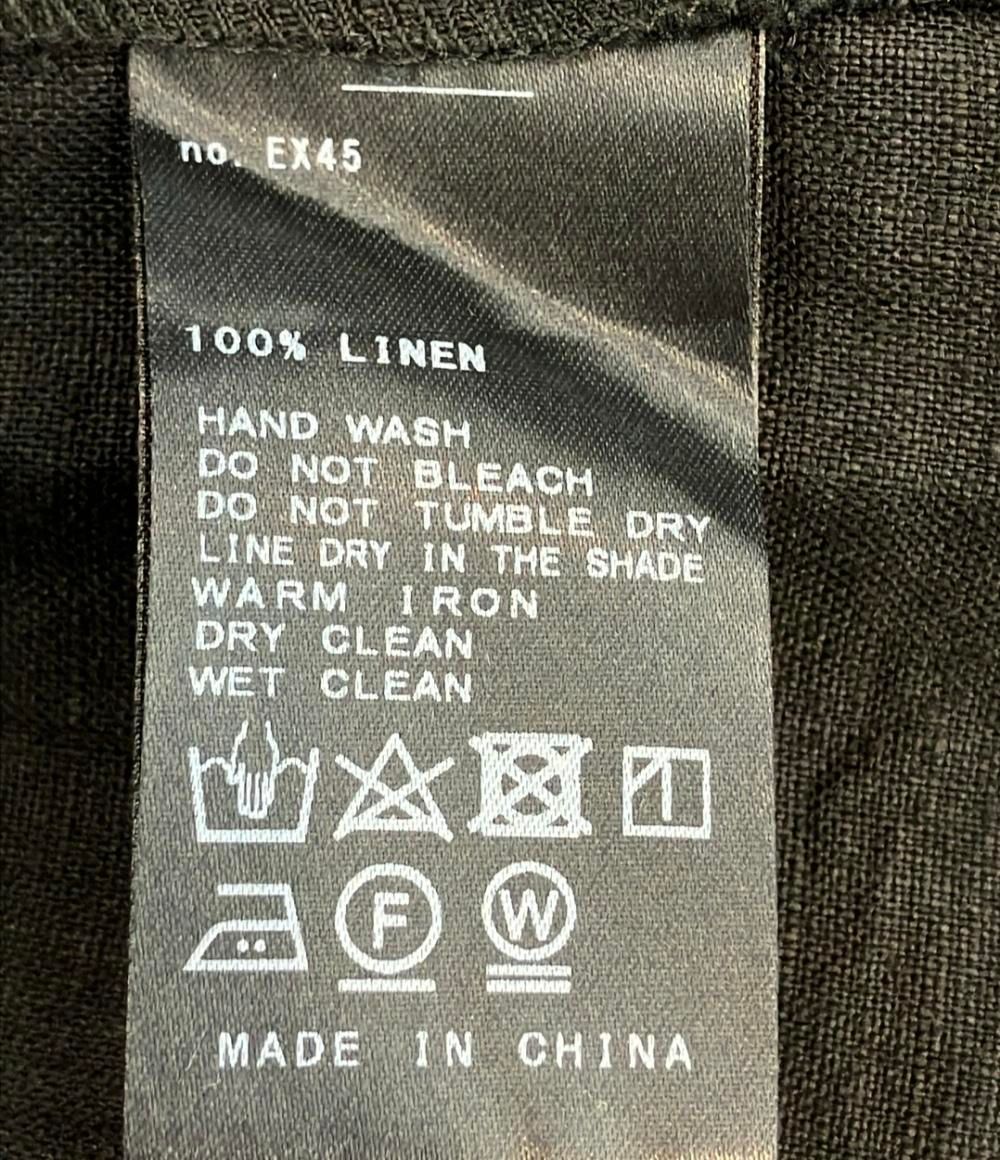 no. EX45
100% LINEN
HAND WASH
DO NOT BLEACH
DO NOT TUMBLE DRY
LINE DRY IN THE SHADE
WARM IRON
DRY CLEAN
WET CLEAN
F W
MADE IN CHINA